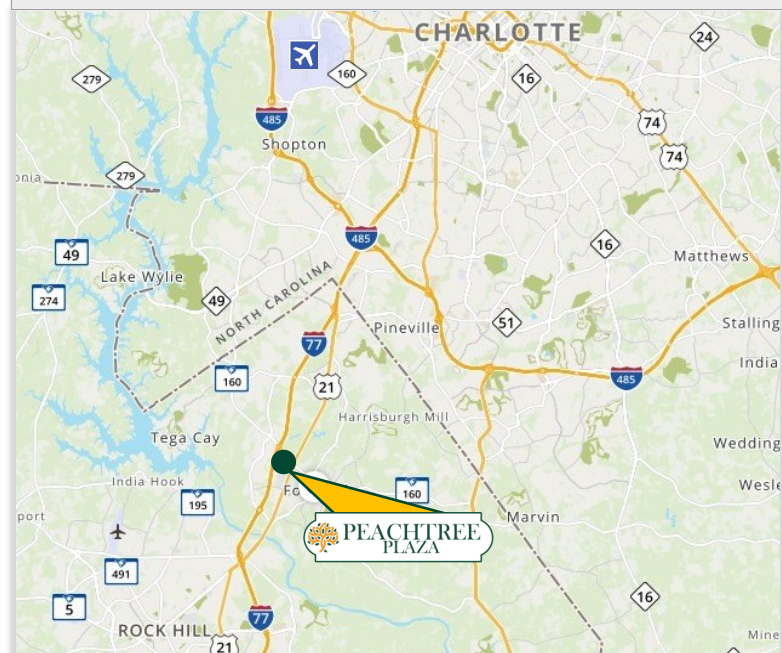 CHARLOTTE
24
279
160
16
485
74
Shopton
74
279
485
16
49
Matthews
Lake Wylie
274
NORTH CAROLINA
49
51
Stalling
77
Pineville
India
160
21
485
Harrisburgh Mill
Tega Cay
Wedding
India Hook
Fo
160
Wesle
195
port
Marvin
PEACHTREE
PLAZA
491
5
16
77
ROCK HILL
21
Mine